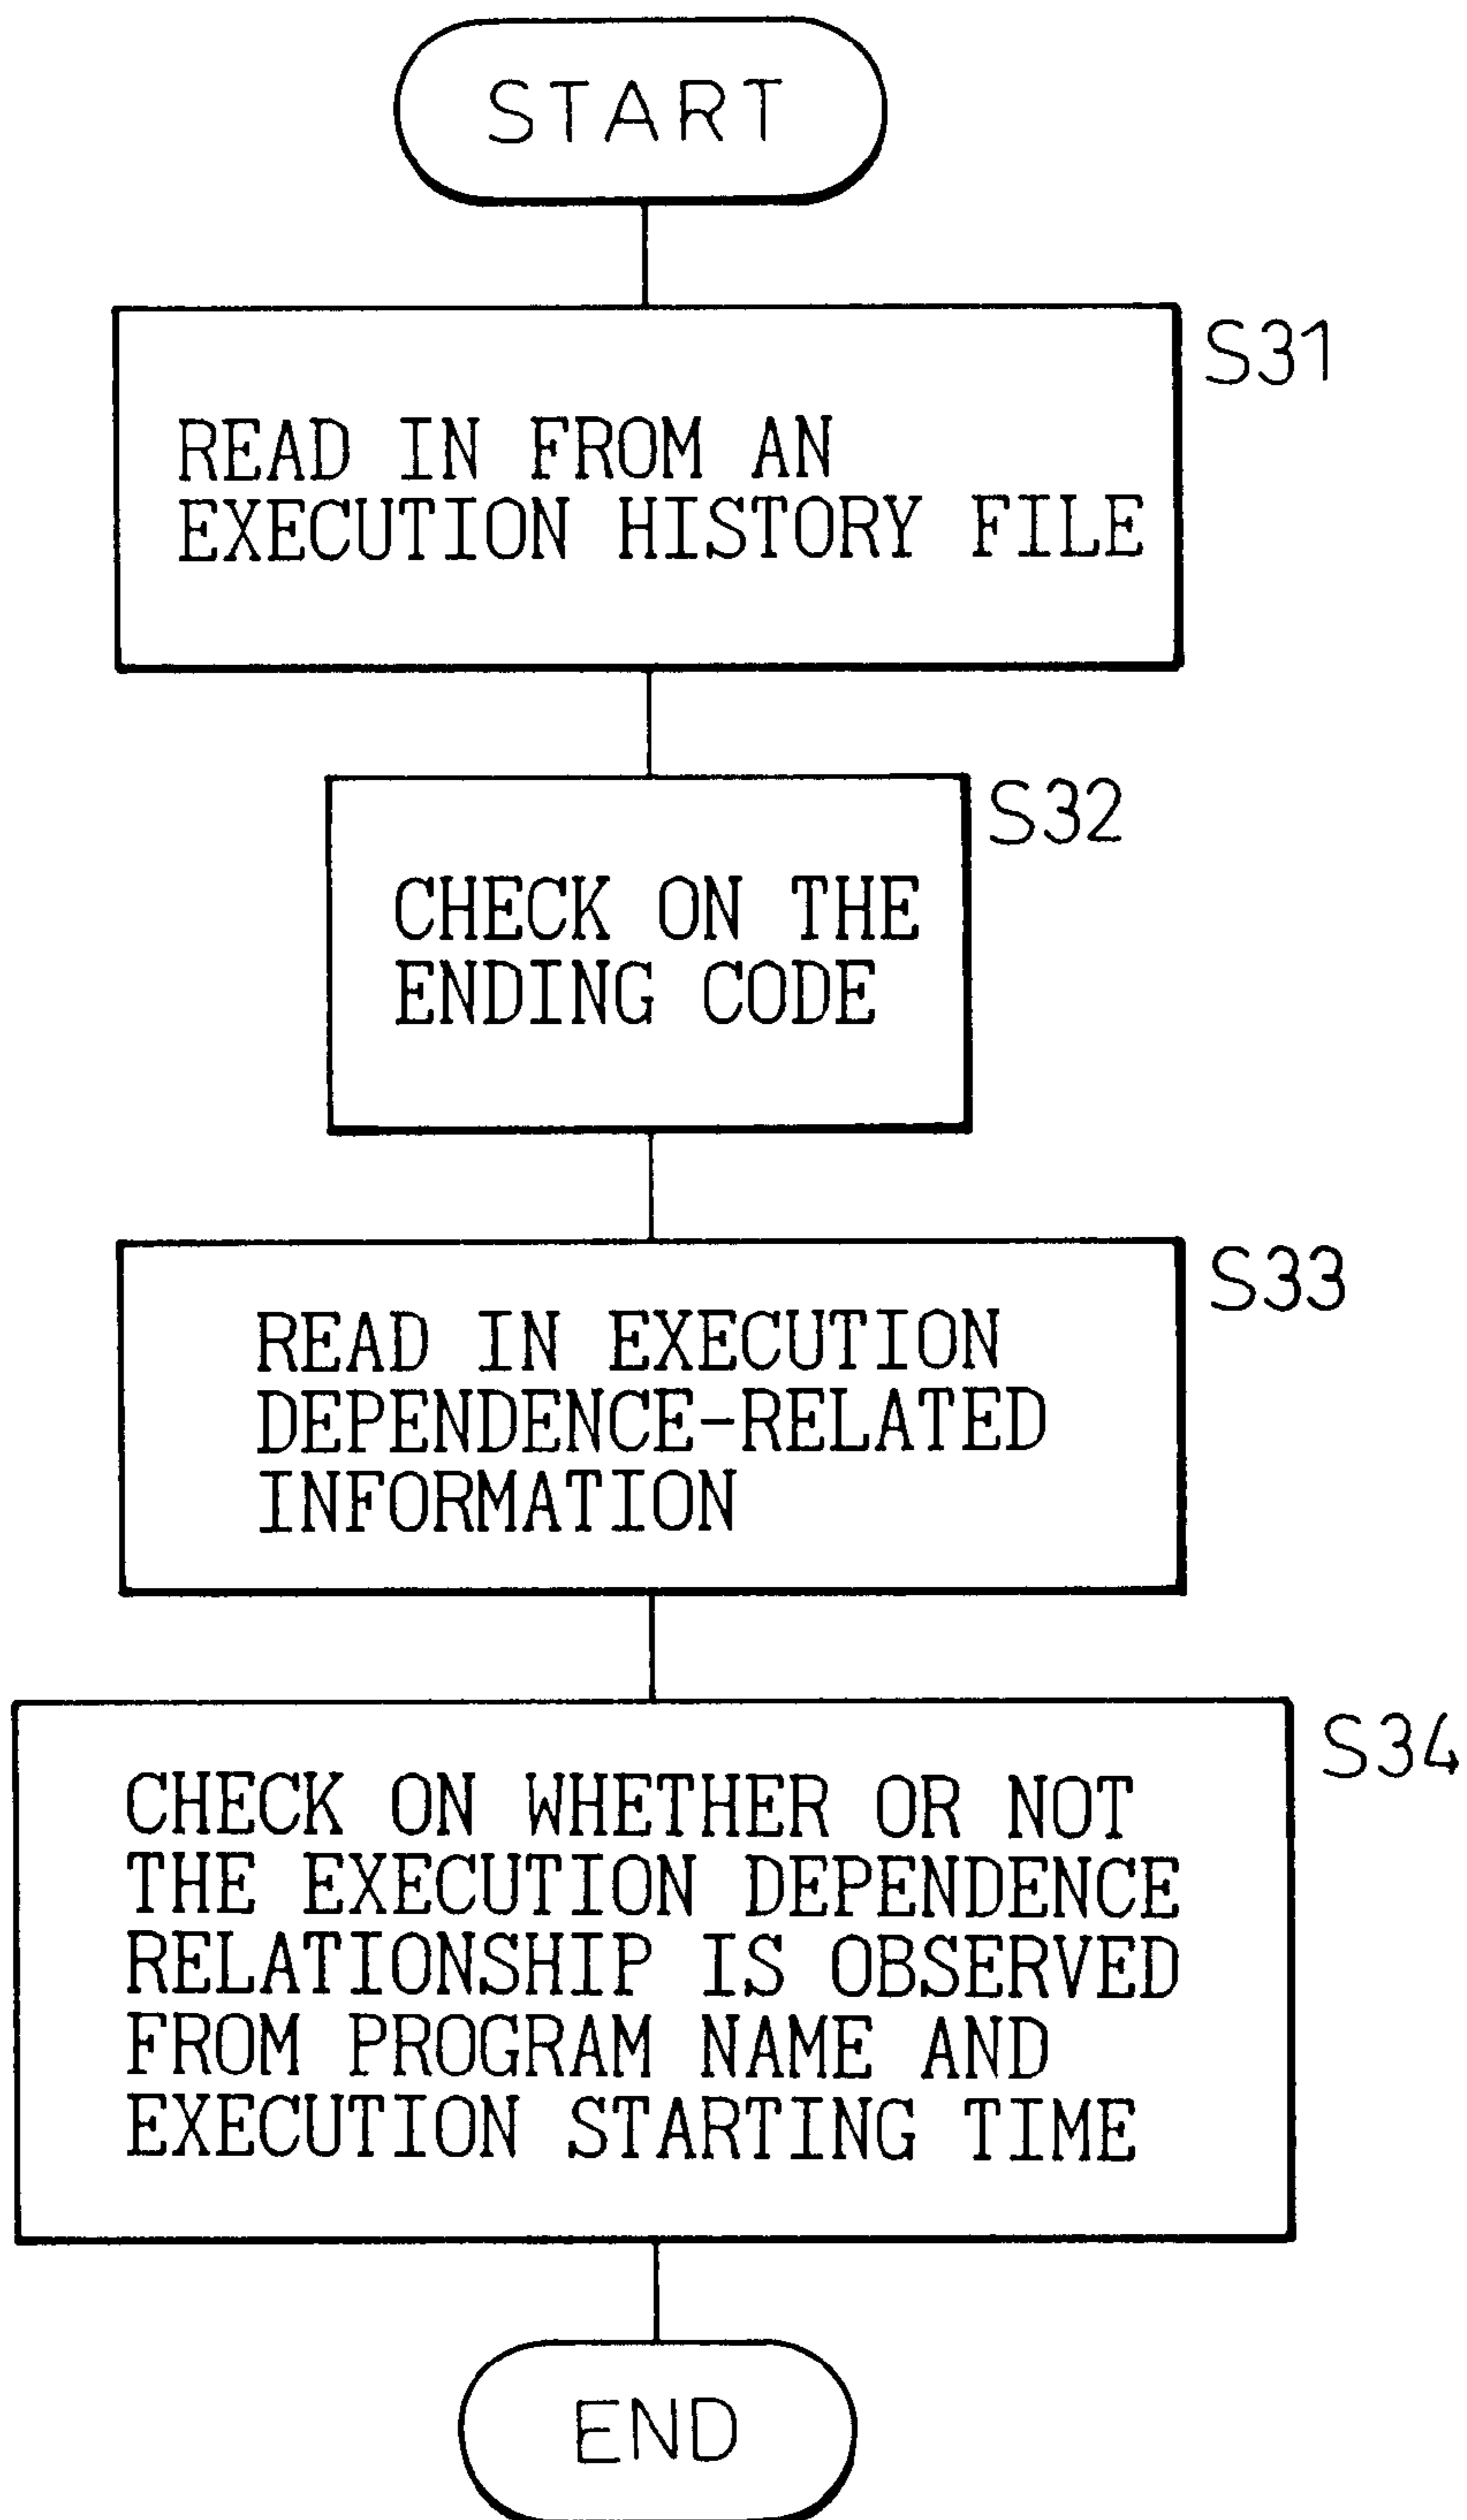 START
S31
READ IN FROM AN
EXECUTION HISTORY FILE
S32
CHECK ON THE
ENDING CODE
S33
READ IN EXECUTION
DEPENDENCE-RELATED
INFORMATION
S34
CHECK ON WHETHER OR NOT
THE EXECUTION DEPENDENCE
RELATIONSHIP IS OBSERVED
FROM PROGRAM NAME AND
EXECUTION STARTING TIME
END